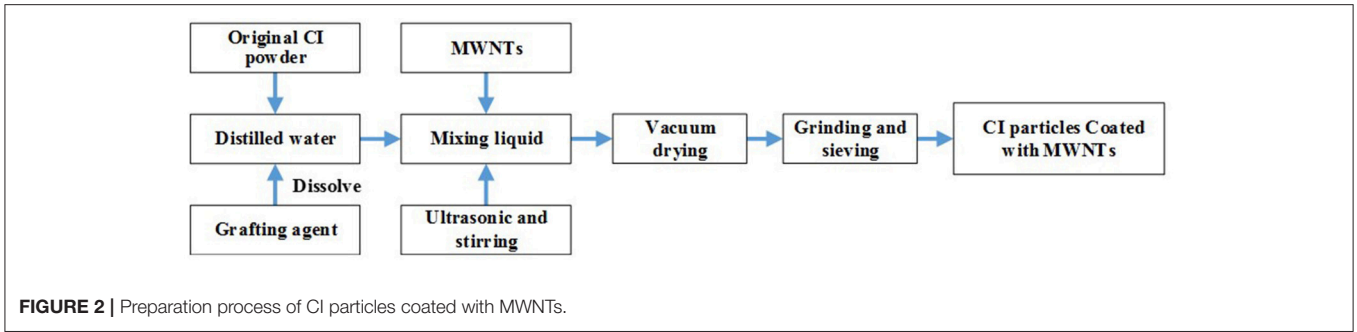 Original CI
powder
MWNTs
Distilled water
Mixing liquid
Vacuum
drying
Grinding and
sieving
CI particles Coated
with MWNTs
Dissolve
Grafting agent
Ultrasonic and
stirring
FIGURE 2 | Preparation process of CI particles coated with MWNTs.